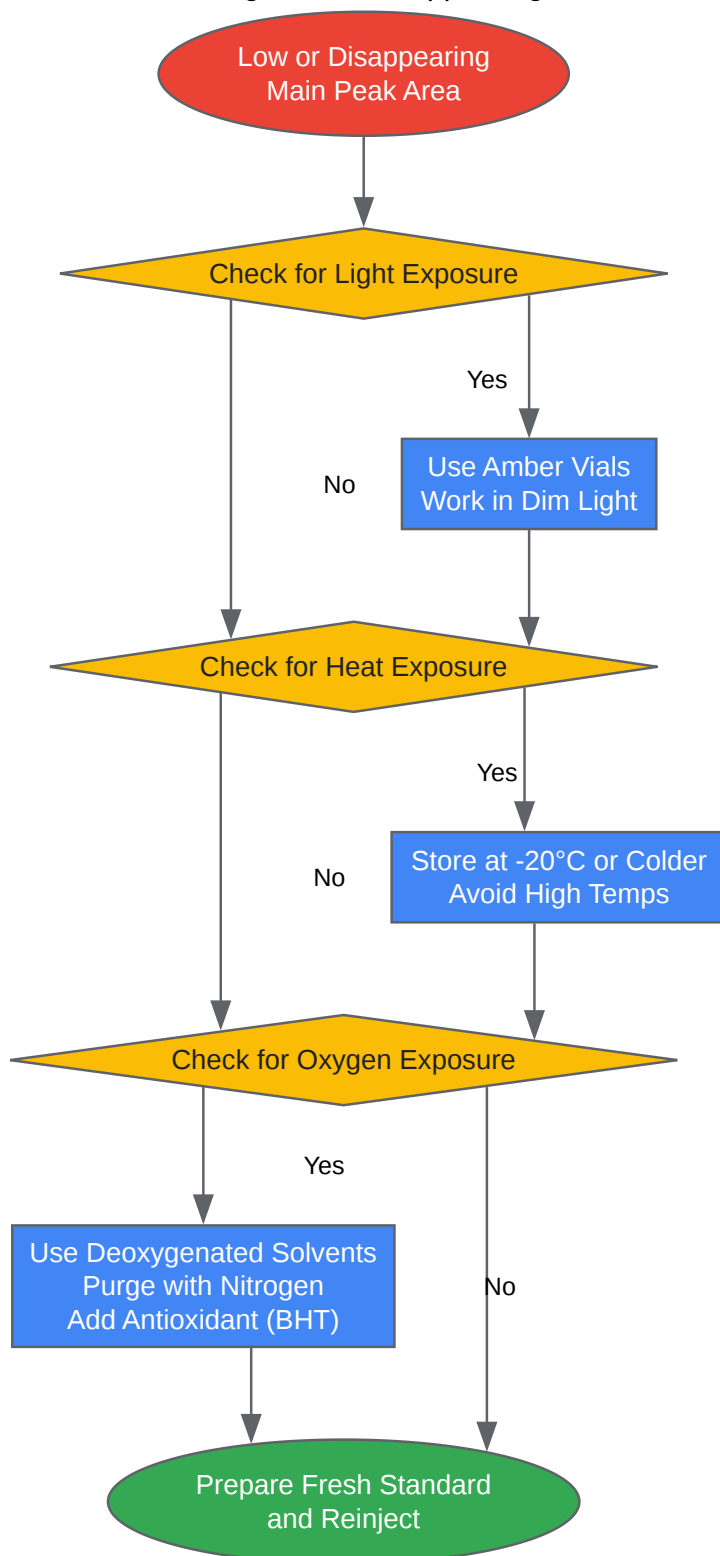 Low or Disappearing
Main Peak Area
Check for Light Exposure
Yes
Use Amber Vials
Work in Dim Light
No
Check for Heat Exposure
Yes
Store at -20°C or Colder
Avoid High Temps
No
Check for Oxygen Exposure
Yes
Use Deoxygenated Solvents
Purge with Nitrogen
Add Antioxidant (BHT)
No
Prepare Fresh Standard
and Reinject